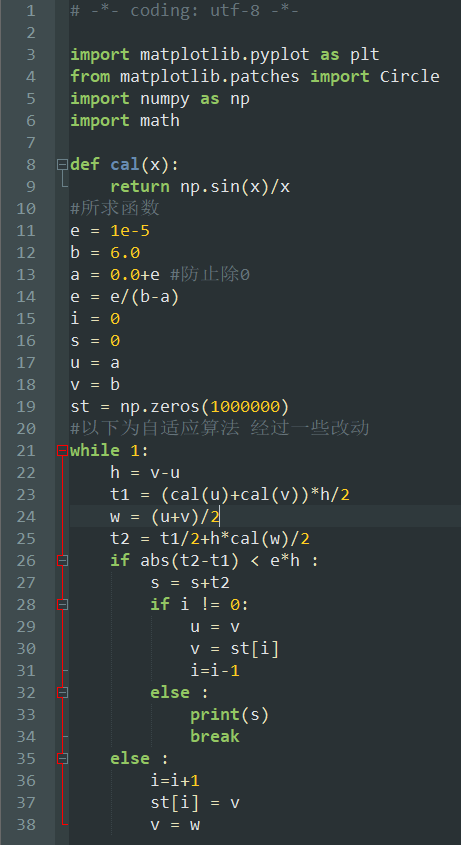 1 # -*- coding: utf-8 -*-
2
3 import matplotlib.pyplot as plt
4 from matplotlib.patches import Circle
5 import numpy as np
6 import math
7
8 def cal(x):
9     return np.sin(x)/x
10 #所求函数
11 e = 1e-5
12 b = 6.0
13 a = 0.0+e #防止除0
14 e = e/(b-a)
15 i = 0
16 s = 0
17 u = a
18 v = b
19 st = np.zeros(1000000)
20 #以下为自适应算法 经过一些改动
21 while 1:
22     h = v-u
23     t1 = (cal(u)+cal(v))*h/2
24     w = (u+v)/2
25     t2 = t1/2+h*cal(w)/2
26     if abs(t2-t1) < e*h :
27         s = s+t2
28         if i != 0:
29             u = v
30             v = st[i]
31             i=i-1
32         else :
33             print(s)
34             break
35     else :
36         i=i+1
37         st[i] = v
38         v = w